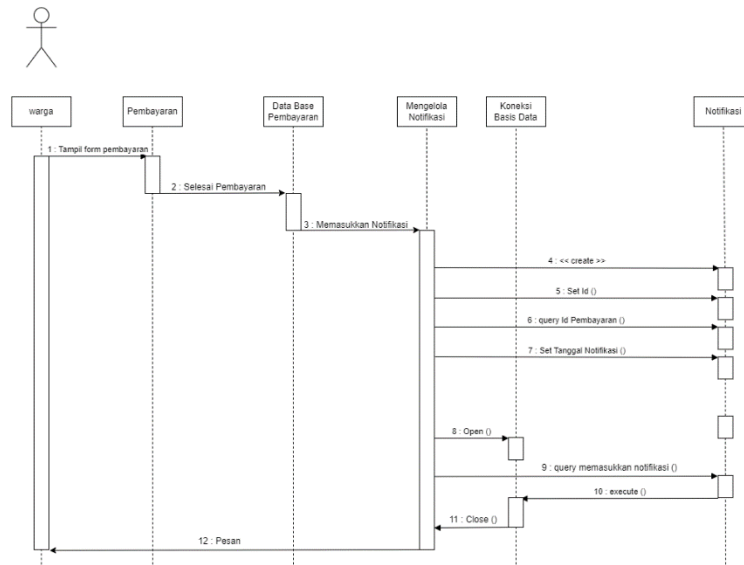 warga
Pembayaran
Data Base
Pembayaran
Mengelola
Notifikasi
Koneksi
Basis Data
Notifikasi
1 : Tampil form pembayaran
2 : Selesai Pembayaran
3 : Memasukkan Notifikasi
4 : << create >>
5 : Set Id ()
6 : query Id Pembayaran ()
7 : Set Tanggal Notifikasi ()
8 : Open ()
9 : query memasukkan notifikasi ()
10 : execute ()
11 : Close ()
12 : Pesan